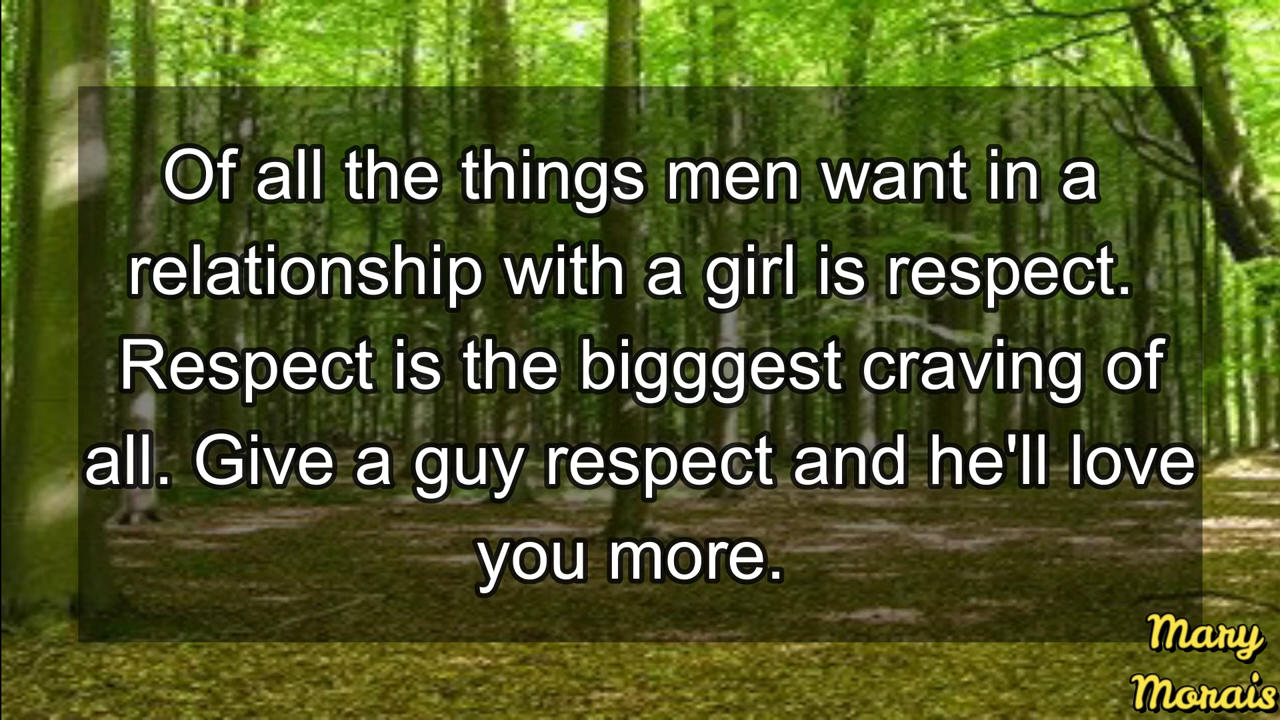 Of all the things men want in a
relationship with a girl is respect.
Respect is the bigggest craving of
all. Give a guy respect and he'll love
you more.
Mary
Morais